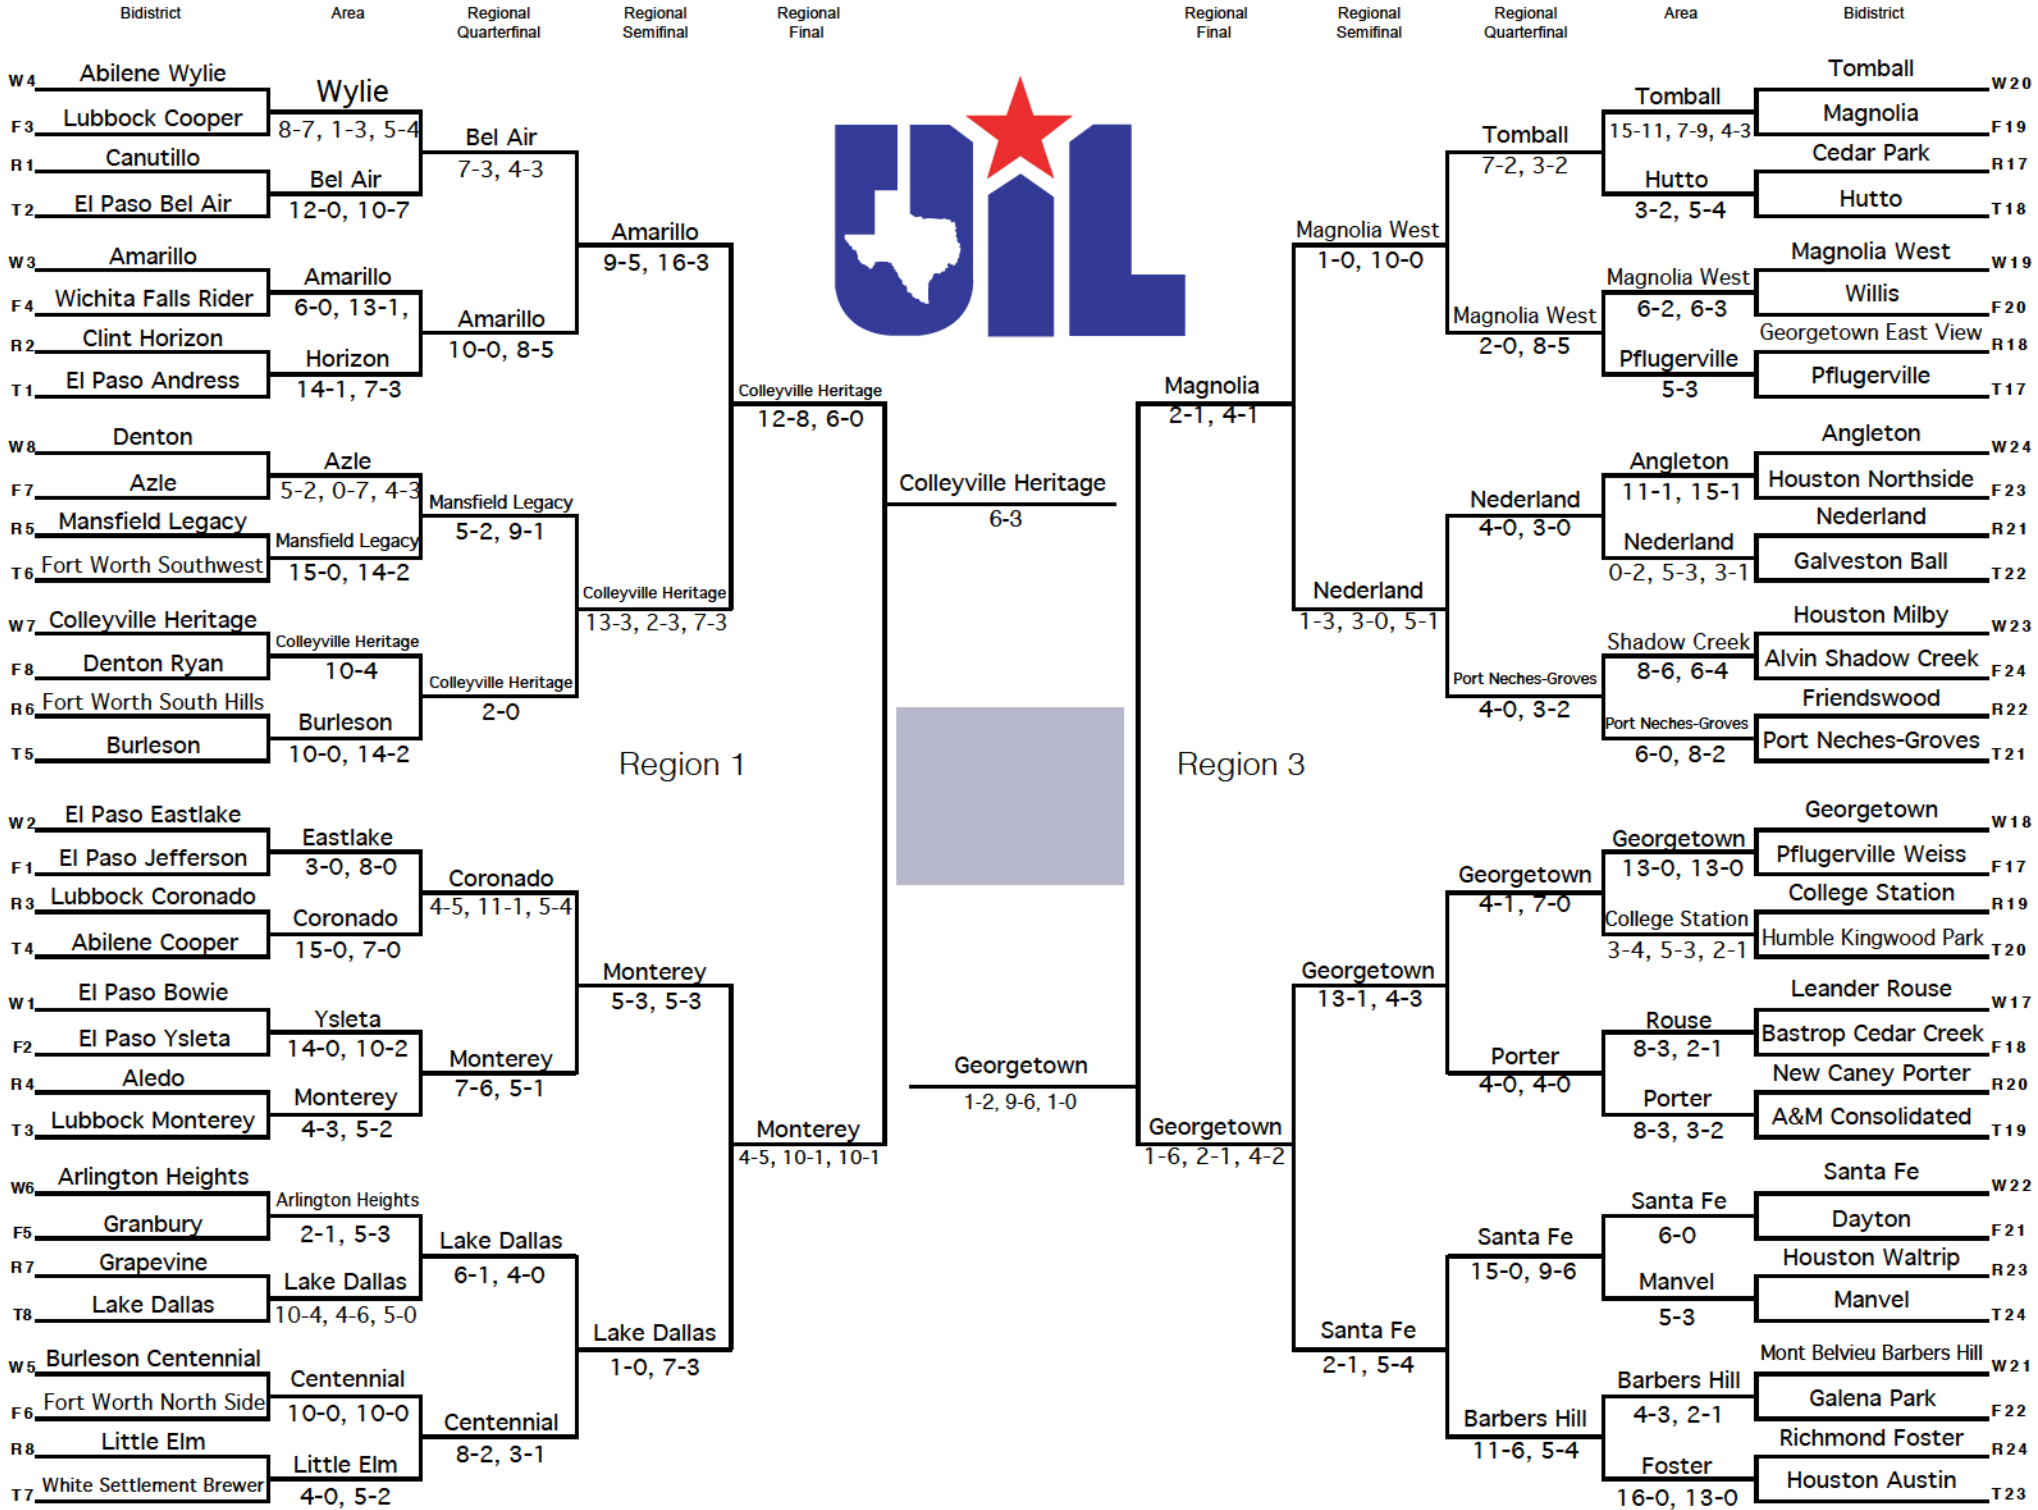 Bidistrict
Area
Regional
Quarterfinal
Regional
Semifinal
Regional
Final
Regional
Final
Regional
Semifinal
Regional
Quarterfinal
Area
Bidistrict
W4 Abilene Wylie
F3 Lubbock Cooper
R1 Canutillo
T2 El Paso Bel Air
W3 Amarillo
F4 Wichita Falls Rider
R2 Clint Horizon
T1 El Paso Andress
W8 Denton
F7 Azle
R5 Mansfield Legacy
T6 Fort Worth Southwest
W7 Colleyville Heritage
F8 Denton Ryan
R6 Fort Worth South Hills
T5 Burleson
W2 El Paso Eastlake
F1 El Paso Jefferson
R3 Lubbock Coronado
T4 Abilene Cooper
W1 El Paso Bowie
F2 El Paso Ysleta
R4 Aledo
T3 Lubbock Monterey
W6 Arlington Heights
F5 Granbury
R7 Grapevine
T8 Lake Dallas
W5 Burleson Centennial
F6 Fort Worth North Side
R8 Little Elm
T7 White Settlement Brewer
Wylie
8-7, 1-3, 5-4
Bel Air
12-0, 10-7
Amarillo
6-0, 13-1,
Horizon
14-1, 7-3
Azle
5-2, 0-7, 4-3
Mansfield Legacy
15-0, 14-2
Colleyville Heritage
10-4
Burleson
10-0, 14-2
Eastlake
3-0, 8-0
Coronado
15-0, 7-0
Ysleta
14-0, 10-2
Monterey
4-3, 5-2
Arlington Heights
2-1, 5-3
Lake Dallas
10-4, 4-6, 5-0
Centennial
10-0, 10-0
Little Elm
4-0, 5-2
Bel Air
7-3, 4-3
Amarillo
10-0, 8-5
Mansfield Legacy
5-2, 9-1
Colleyville Heritage
2-0
Coronado
4-5, 11-1, 5-4
Monterey
7-6, 5-1
Lake Dallas
6-1, 4-0
Centennial
8-2, 3-1
Amarillo
9-5, 16-3
Colleyville Heritage
13-3, 2-3, 7-3
Monterey
5-3, 5-3
Lake Dallas
1-0, 7-3
Colleyville Heritage
12-8, 6-0
Monterey
4-5, 10-1, 10-1
Region 1
UIL
Colleyville Heritage
6-3
Georgetown
1-2, 9-6, 1-0
Region 3
Magnolia
2-1, 4-1
Georgetown
1-6, 2-1, 4-2
Magnolia West
1-0, 10-0
Nederland
1-3, 3-0, 5-1
Georgetown
13-1, 4-3
Santa Fe
2-1, 5-4
Tomball
7-2, 3-2
Magnolia West
2-0, 8-5
Nederland
4-0, 3-0
Port Neches-Groves
4-0, 3-2
Georgetown
4-1, 7-0
Porter
4-0, 4-0
Santa Fe
15-0, 9-6
Barbers Hill
11-6, 5-4
Tomball
15-11, 7-9, 4-3
Hutto
3-2, 5-4
Magnolia West
6-2, 6-3
Pflugerville
5-3
Angleton
11-1, 15-1
Nederland
0-2, 5-3, 3-1
Shadow Creek
8-6, 6-4
Port Neches-Groves
6-0, 8-2
Georgetown
13-0, 13-0
College Station
3-4, 5-3, 2-1
Rouse
8-3, 2-1
Porter
8-3, 3-2
Santa Fe
6-0
Manvel
5-3
Barbers Hill
4-3, 2-1
Foster
16-0, 13-0
Tomball W20
Magnolia F19
Cedar Park R17
Hutto T18
Magnolia West W19
Willis F20
Georgetown East View R18
Pflugerville T17
Angleton W24
Houston Northside F23
Nederland R21
Galveston Ball T22
Houston Milby W23
Alvin Shadow Creek F24
Friendswood R22
Port Neches-Groves T21
Georgetown W18
Pflugerville Weiss F17
College Station R19
Humble Kingwood Park T20
Leander Rouse W17
Bastrop Cedar Creek F18
New Caney Porter R20
A&M Consolidated T19
Santa Fe W22
Dayton F21
Houston Waltrip R23
Manvel T24
Mont Belvieu Barbers Hill W21
Galena Park F22
Richmond Foster R24
Houston Austin T23